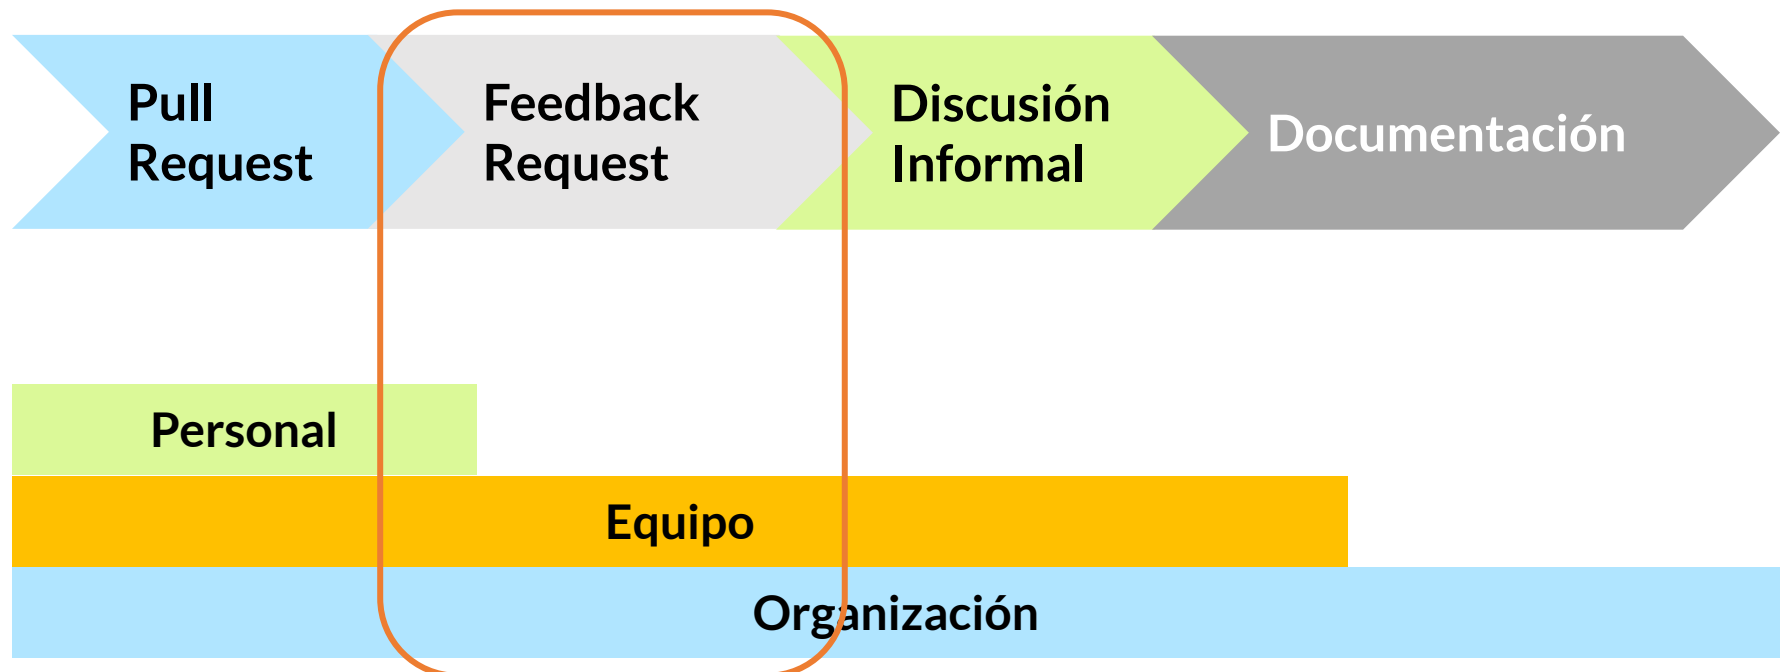 Pull
Request
Feedback
Request
Discusión
Informal
Documentación
Personal
Equipo
Organización